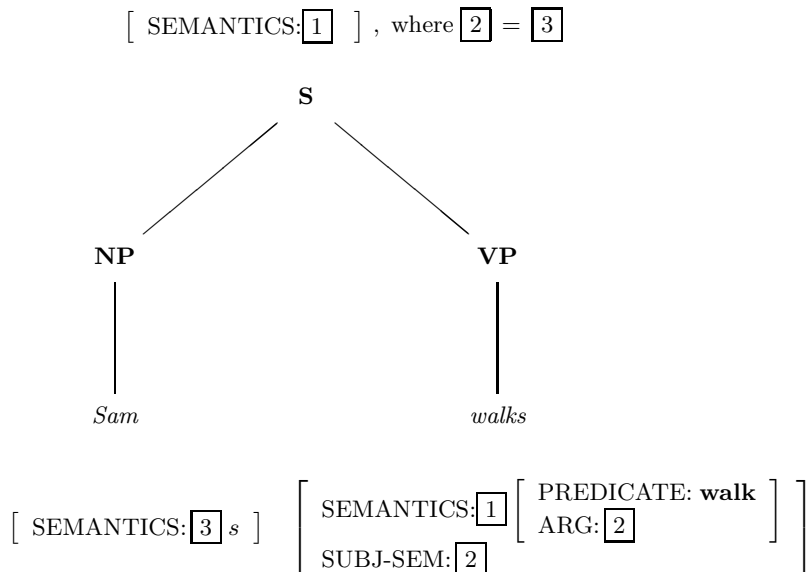 [ SEMANTICS: 1 ] , where 2 = 3
S
NP VP
Sam walks
[ SEMANTICS: 3 s ] [ SEMANTICS: 1 [ PREDICATE: walk
ARG: 2 ]
SUBJ-SEM: 2 ]